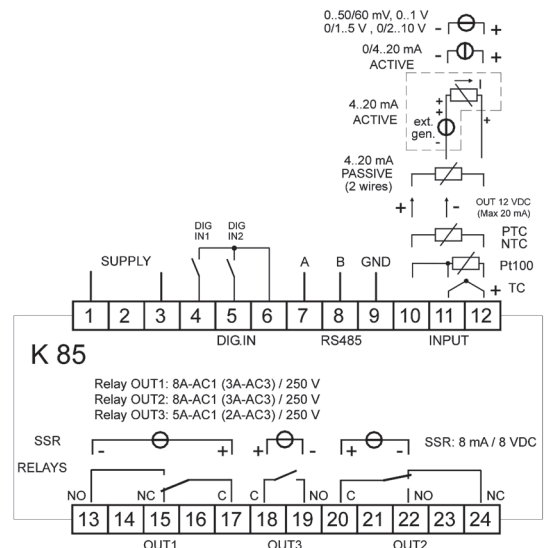 0..50/60 mV, 0..1 V
0/1..5 V , 0/2..10 V
- +
0/4..20 mA
ACTIVE
- +
I
4..20 mA
ACTIVE
+
+
ext.
gen.
-
+
4..20 mA
PASSIVE
(2 wires)
+ -
OUT 12 VDC
(Max 20 mA)
PTC
NTC
Pt100
+ TC
DIG
IN1
DIG
IN2
SUPPLY
A B GND
1 2 3 4 5 6 7 8 9 10 11 12
DIG.IN RS485 INPUT
K 85
Relay OUT1: 8A-AC1 (3A-AC3) / 250 V
Relay OUT2: 8A-AC1 (3A-AC3) / 250 V
Relay OUT3: 5A-AC1 (2A-AC3) / 250 V
SSR - + + - + - SSR: 8 mA / 8 VDC
RELAYS
NO NC C C NO C NO NC
13 14 15 16 17 18 19 20 21 22 23 24
OUT1 OUT3 OUT2